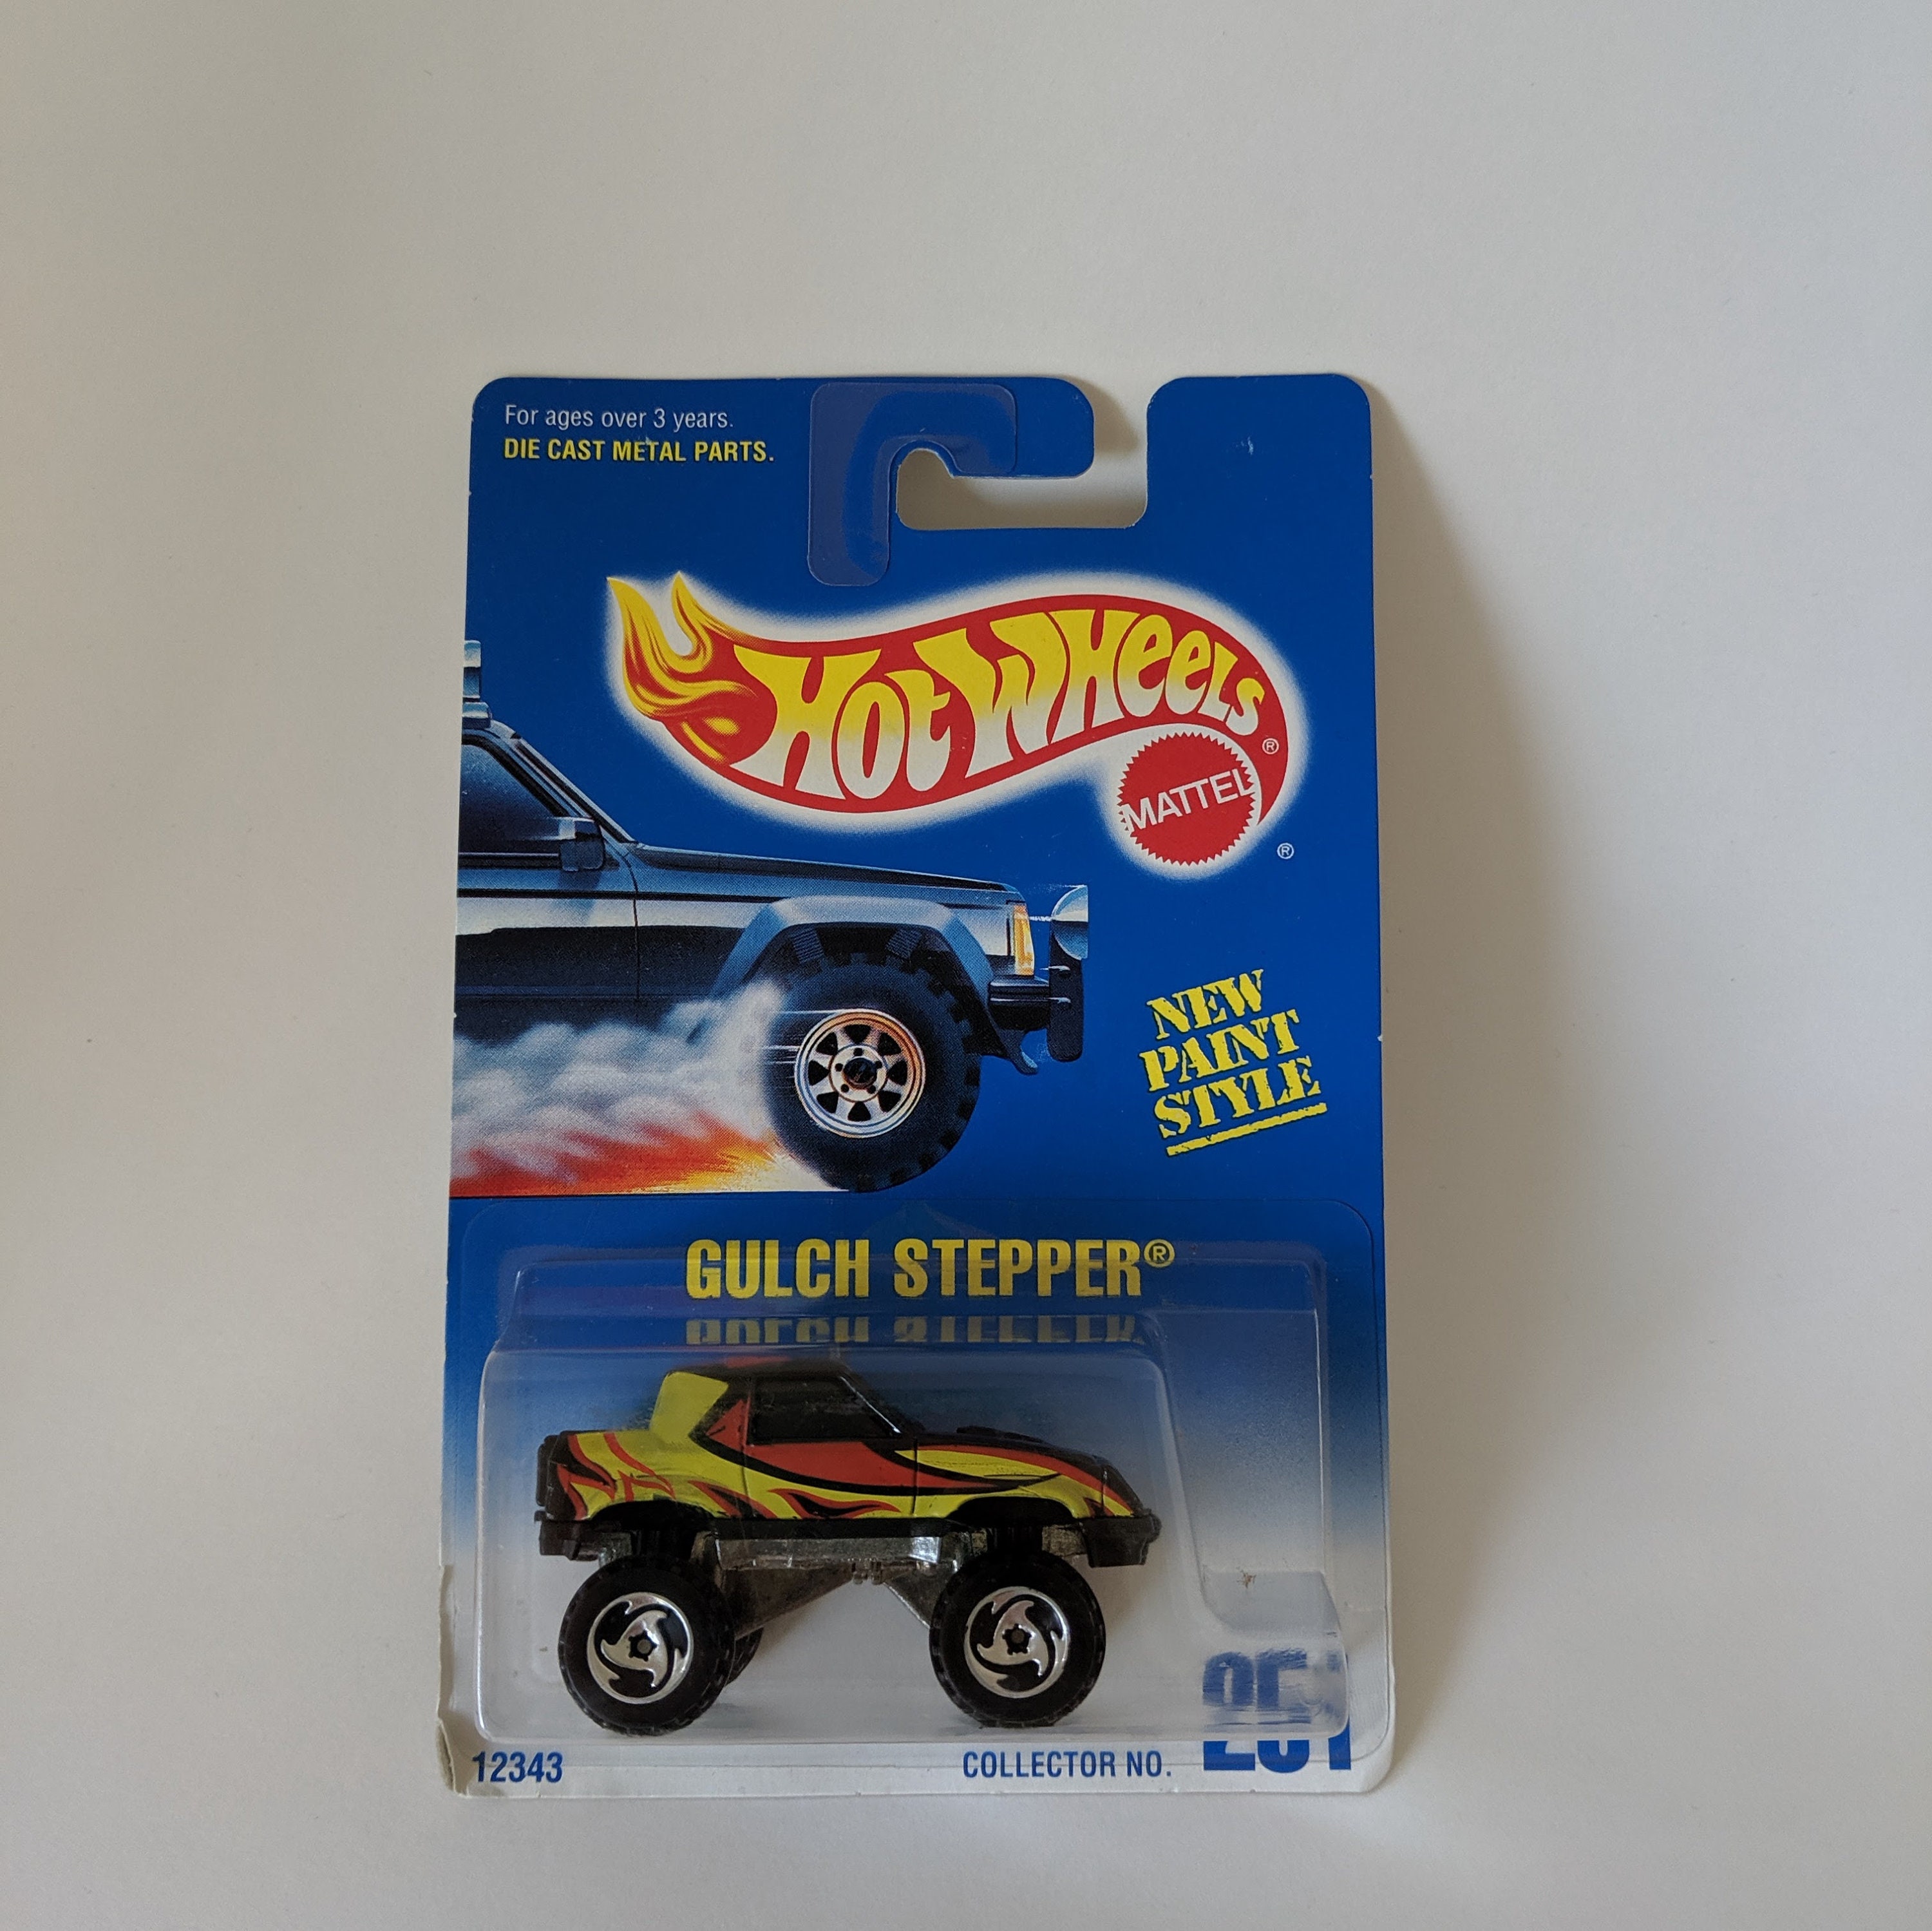 For ages over 3 years.
DIE CAST METAL PARTS.
HOT WHEELS®
MATTEL
®
NEW
PAINT
STYLE
GULCH STEPPER®
12343
COLLECTOR NO. 251